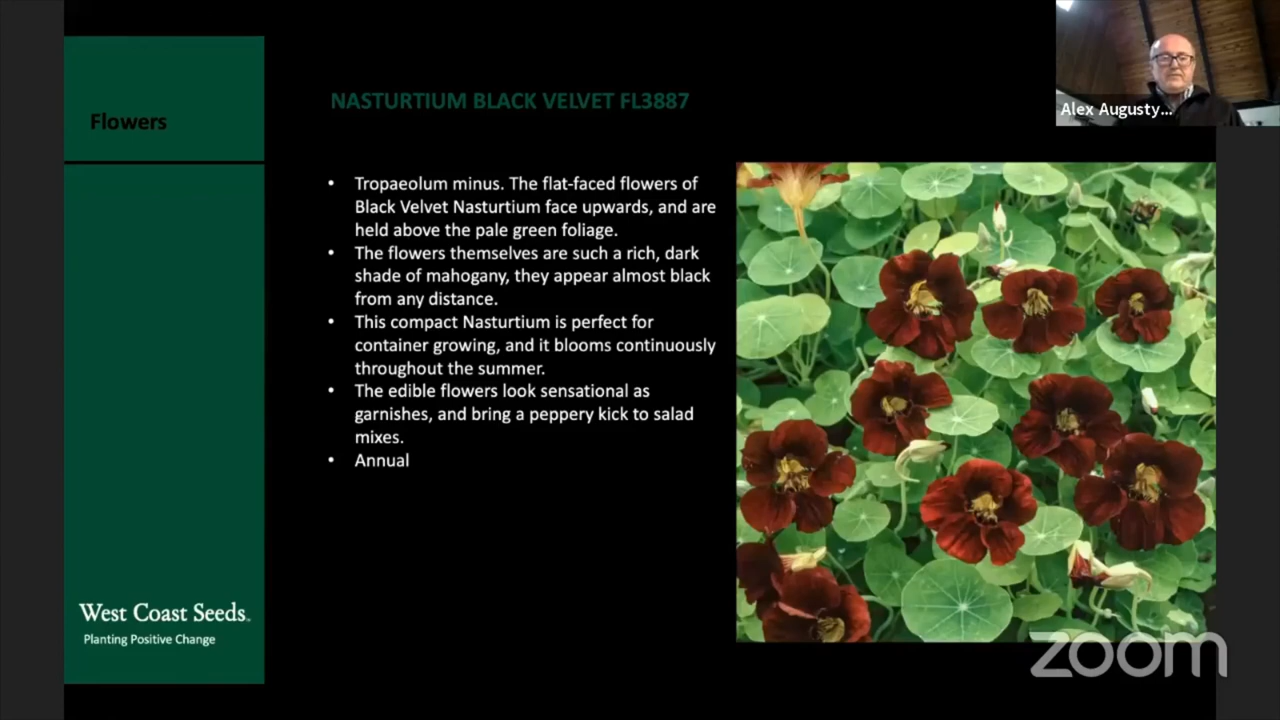 Flowers
NASTURTIUM BLACK VELVET FL3887
Alex Augusty...
• Tropaeolum minus. The flat-faced flowers of
Black Velvet Nasturtium face upwards, and are
held above the pale green foliage.
• The flowers themselves are such a rich, dark
shade of mahogany, they appear almost black
from any distance.
• This compact Nasturtium is perfect for
container growing, and it blooms continuously
throughout the summer.
• The edible flowers look sensational as
garnishes, and bring a peppery kick to salad
mixes.
• Annual
West Coast Seeds
Planting Positive Change
zoom